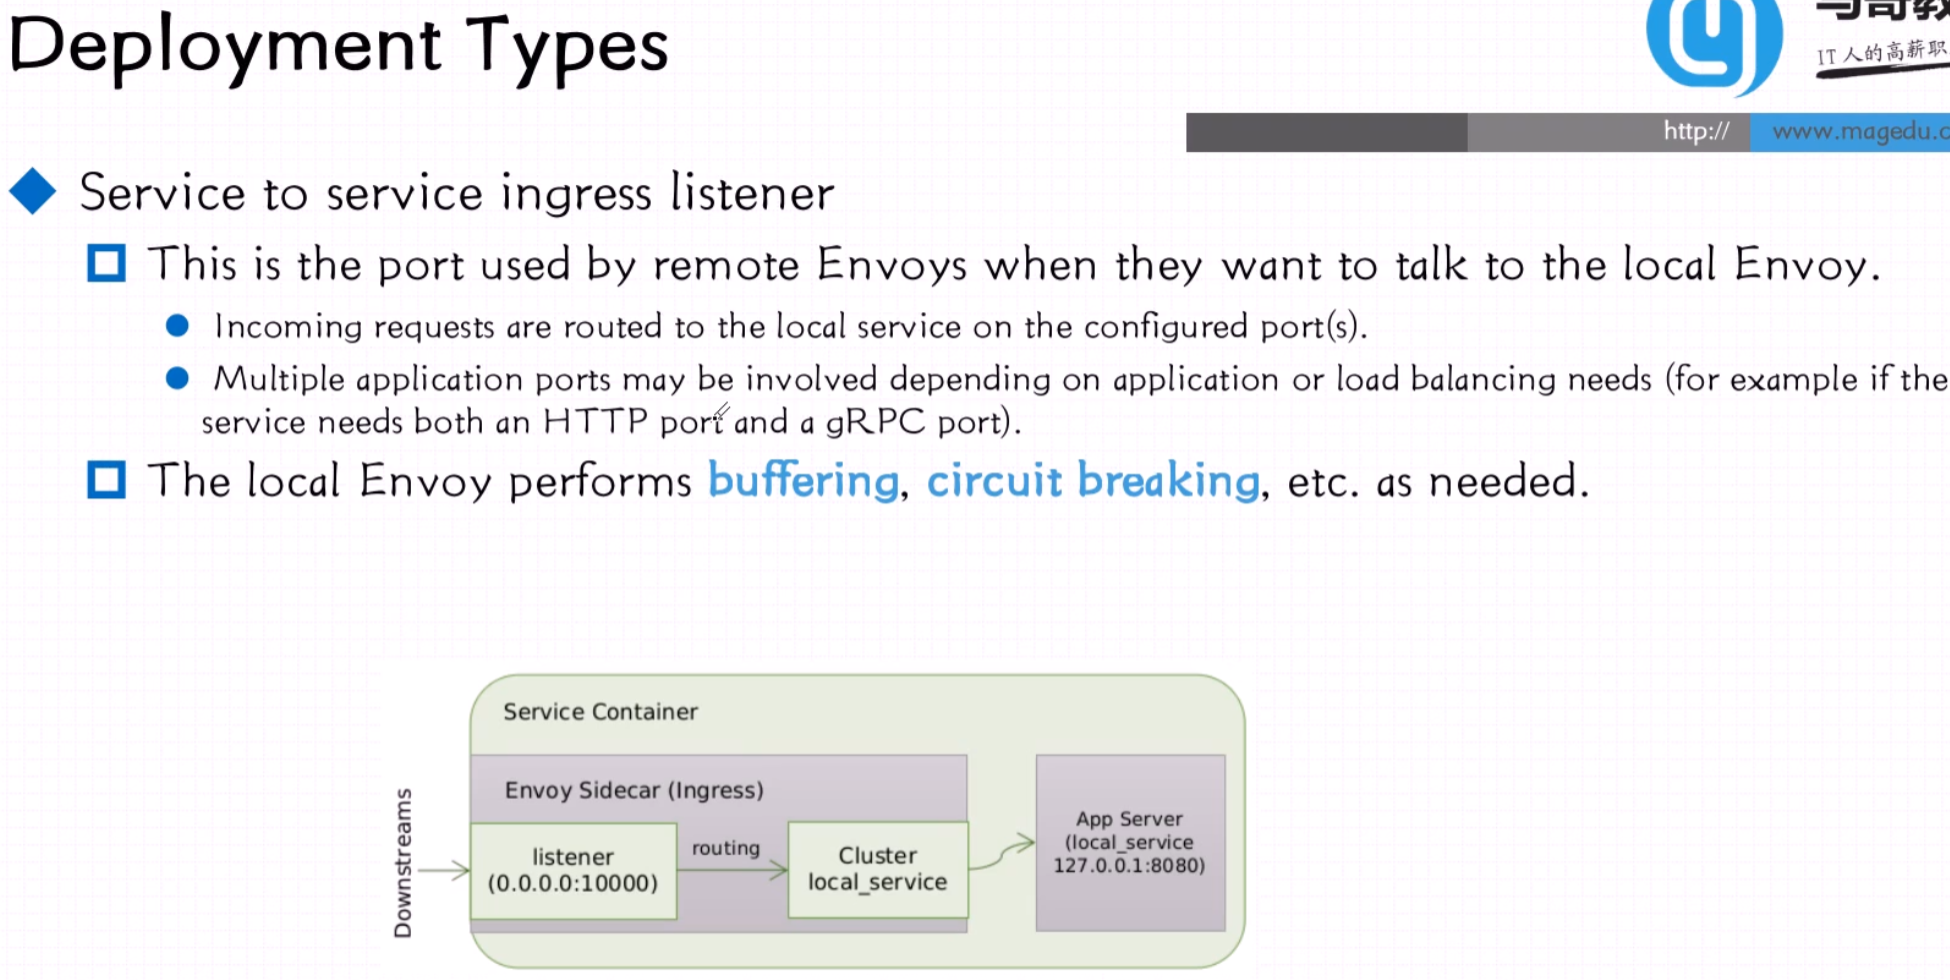 Deployment Types
IT人的高薪职
http:// www.magedu.c
Service to service ingress listener
This is the port used by remote Envoys when they want to talk to the local Envoy.
Incoming requests are routed to the local service on the configured port(s).
Multiple application ports may be involved depending on application or load balancing needs (for example if the
service needs both an HTTP port and a gRPC port).
The local Envoy performs buffering, circuit breaking, etc. as needed.
Service Container
Envoy Sidecar (Ingress)
Downstreams
listener
(0.0.0.0:10000)
routing
Cluster
local_service
App Server
(local_service
127.0.0.1:8080)